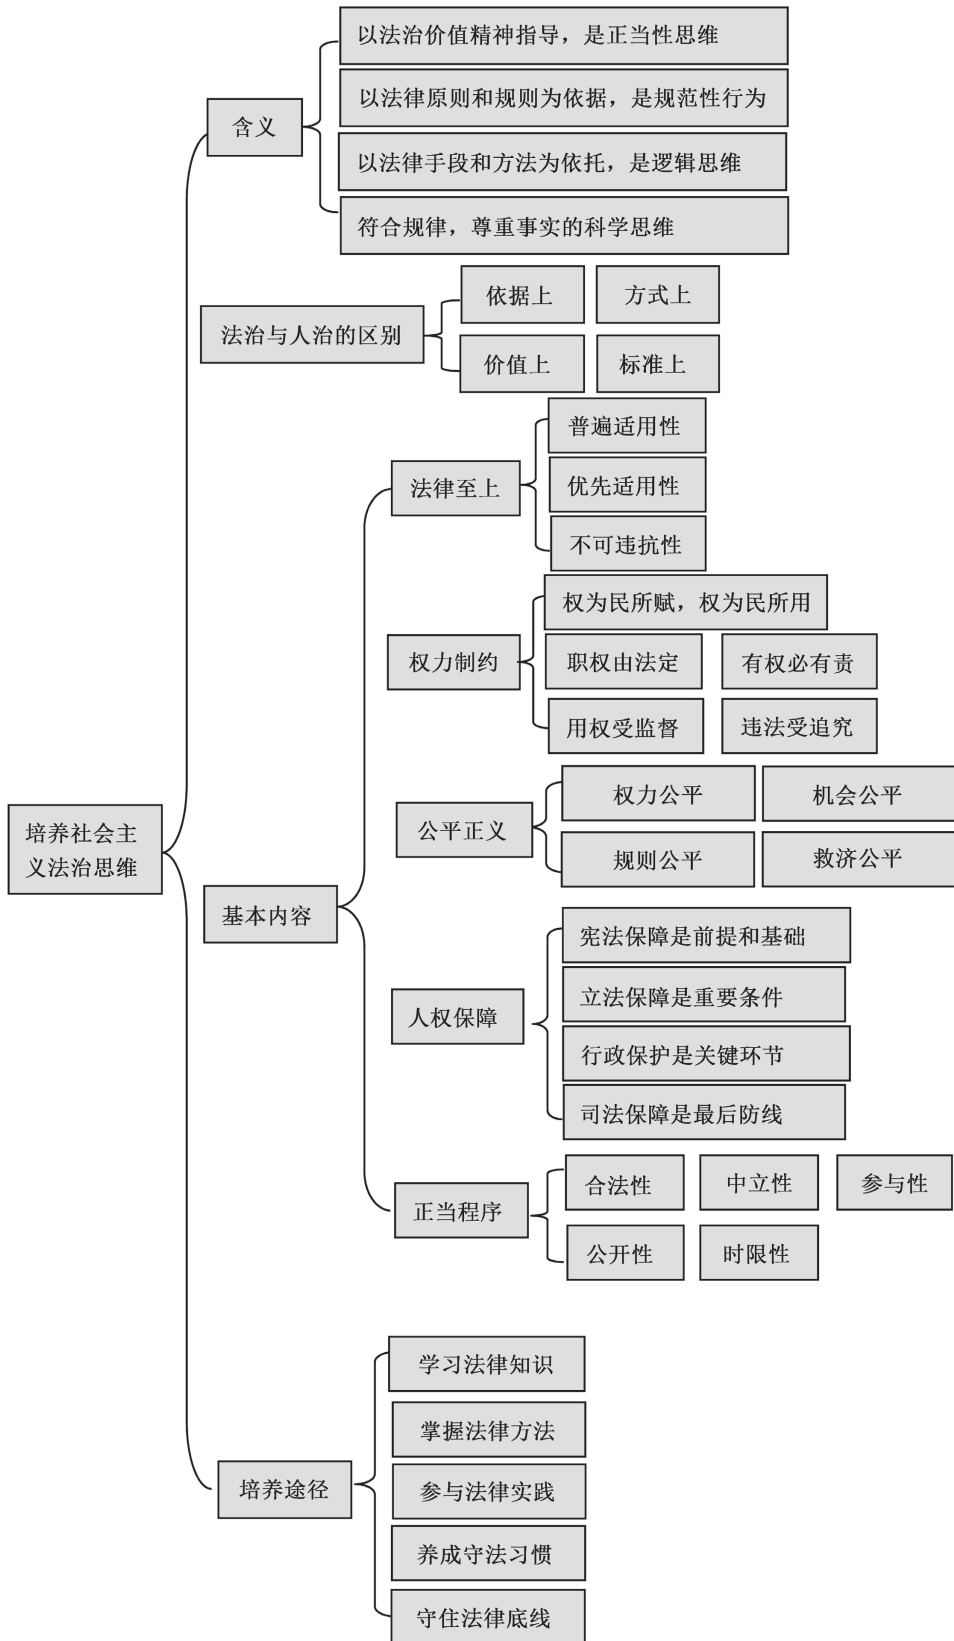 以法治价值精神指导，是正当性思维
以法律原则和规则为依据，是规范性行为
含义
以法律手段和方法为依托，是逻辑思维
符合规律，尊重事实的科学思维
依据上
方式上
法治与人治的区别
价值上
标准上
普遍适用性
法律至上
优先适用性
不可违抗性
权为民所赋，权为民所用
权力制约
职权由法定
有权必有责
用权受监督
违法受追究
权力公平
机会公平
公平正义
规则公平
救济公平
培养社会主
义法治思维
基本内容
宪法保障是前提和基础
立法保障是重要条件
人权保障
行政保护是关键环节
司法保障是最后防线
合法性
中立性
参与性
正当程序
公开性
时限性
学习法律知识
掌握法律方法
培养途径
参与法律实践
养成守法习惯
守住法律底线